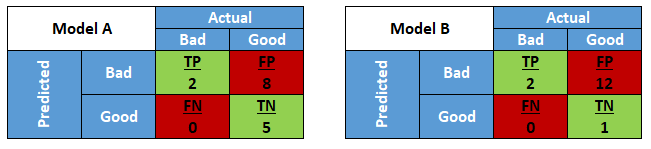 Model A
Actual
Bad Good
Predicted
Bad
TP FP
2 8
Good
FN TN
0 5
Model B
Actual
Bad Good
Predicted
Bad
TP FP
2 12
Good
FN TN
0 1